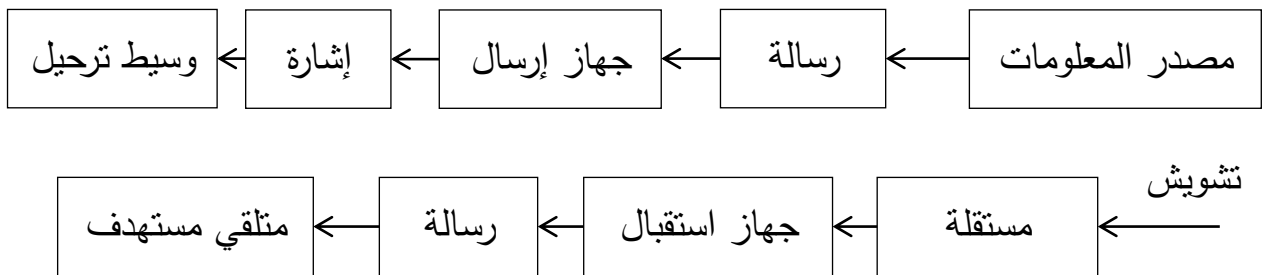 مصدر المعلومات رسالة جهاز إرسال إشارة وسيط ترحيل
تشويش
مستقلة جهاز استقبال رسالة متلقي مستهدف